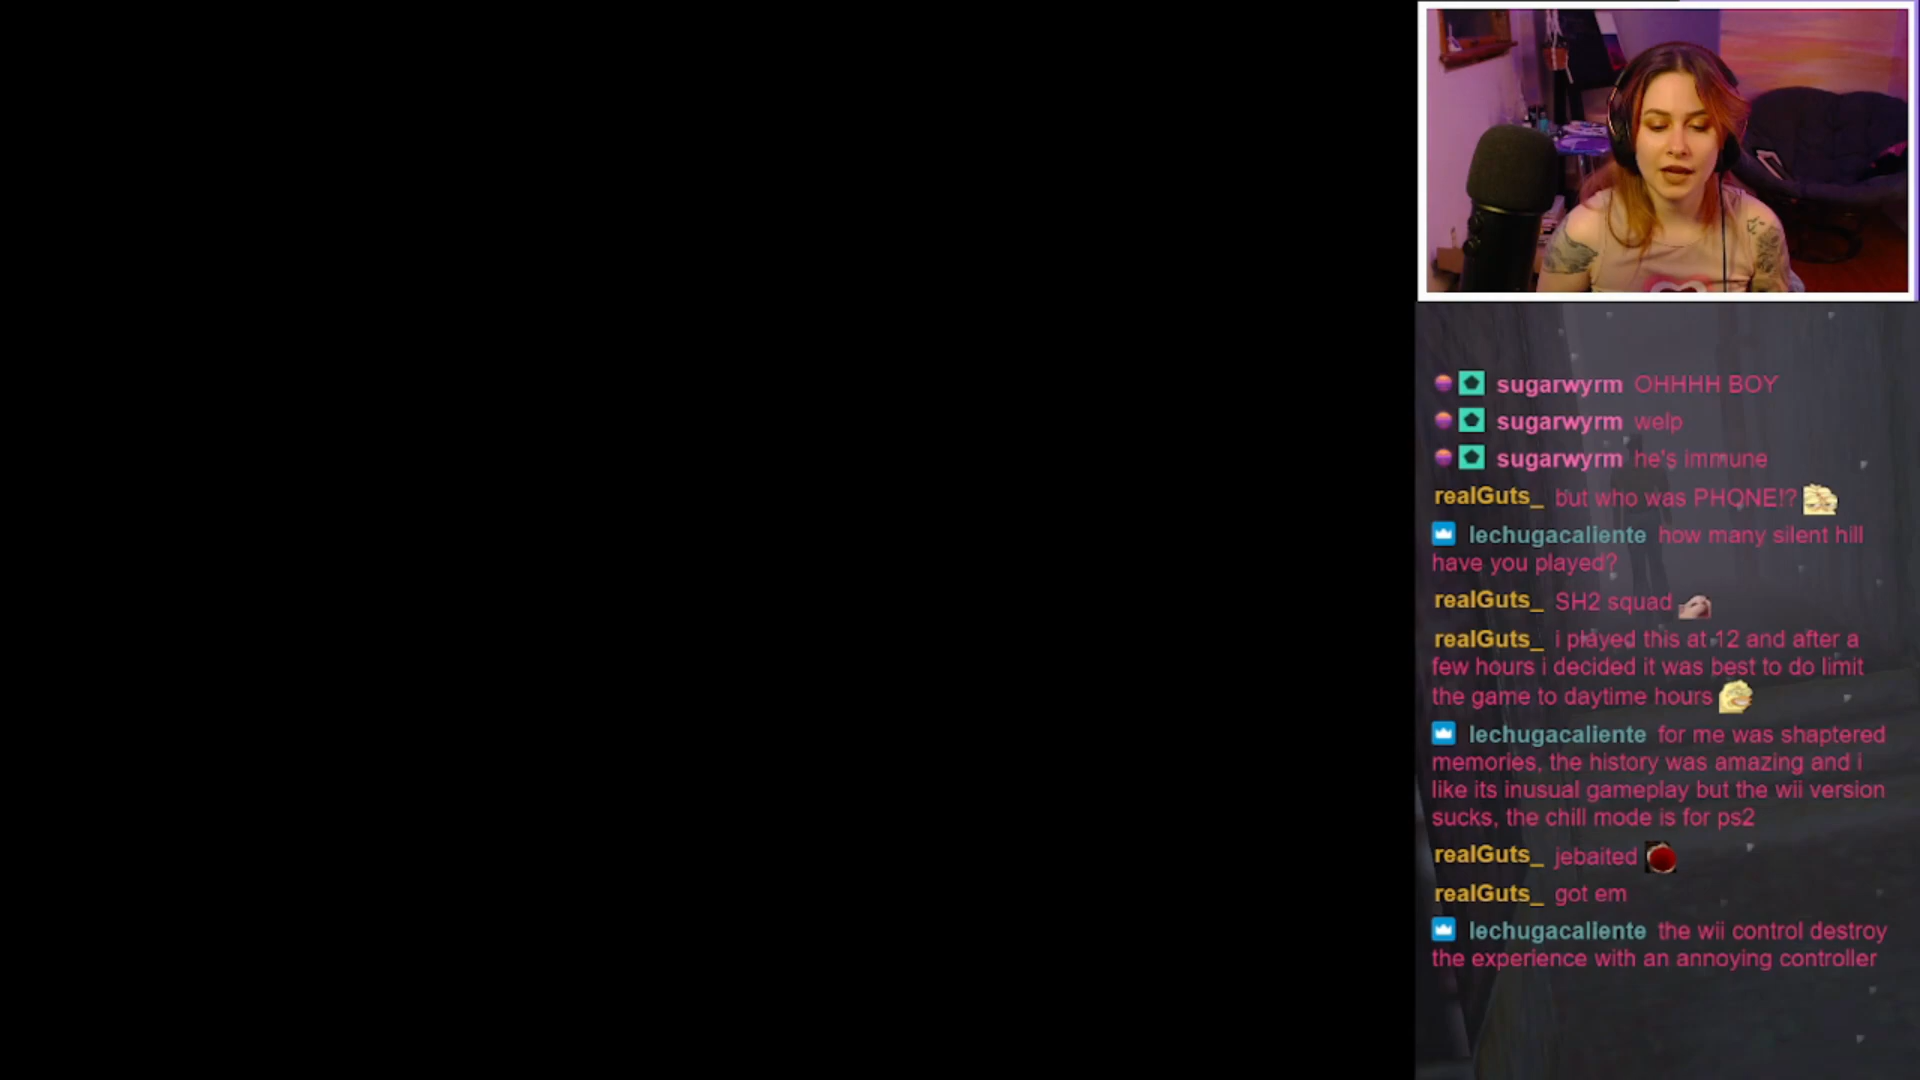 sugarwyrm OHHHH BOY
sugarwyrm welp
sugarwyrm he's immune
realGuts_ but who was PHONE!?
lechugacaliente how many silent hill
have you played?
realGuts_ SH2 squad
realGuts_ i played this at 12 and after a
few hours i decided it was best to do limit
the game to daytime hours
lechugacaliente for me was shaptered
memories, the history was amazing and i
like its inusual gameplay but the wii version
sucks, the chill mode is for ps2
realGuts_ jebaited
realGuts_ got em
lechugacaliente the wii control destroy
the experience with an annoying controller